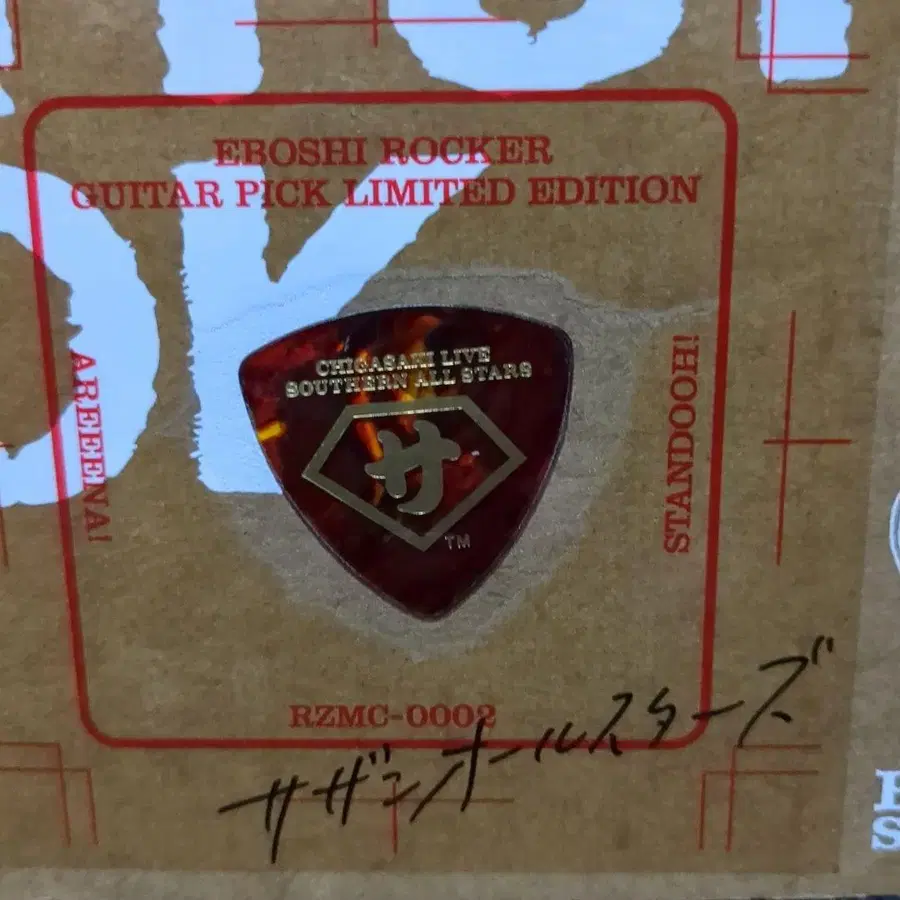 EBOSHI ROCKER
GUITAR PICK LIMITED EDITION
AREEENA!
STANDOOH!
CHIGASAKI LIVE
SOUTHERN ALL STARS
サ
TM
RZMC-0002
サザンオールスターズ